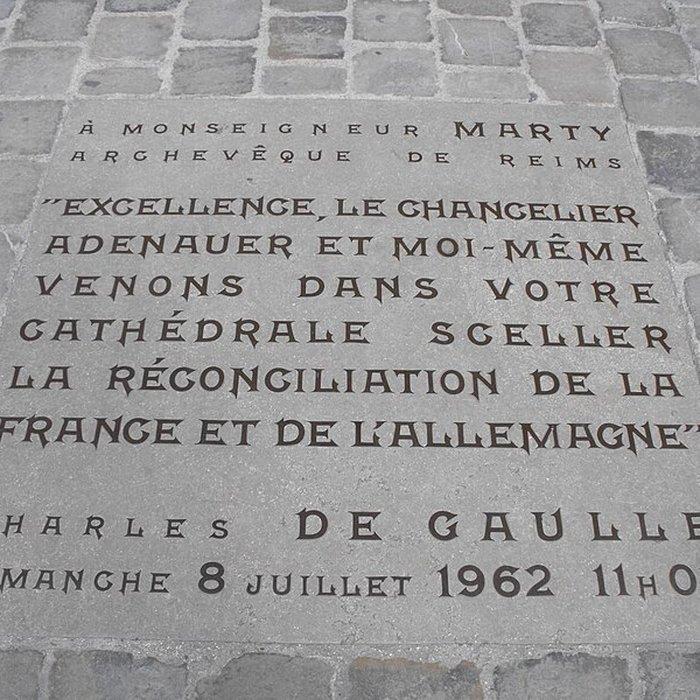 À MONSEIGNEUR MARTY
ARCHEVÊQUE DE REIMS
"EXCELLENCE, LE CHANCELIER
ADENAUER ET MOI-MÊME
VENONS DANS VOTRE
CATHÉDRALE SCELLER
LA RÉCONCILIATION DE LA
FRANCE ET DE L'ALLEMAGNE"
HARLES DE GAULLE
MANCHE 8 JUILLET 1962 11H0